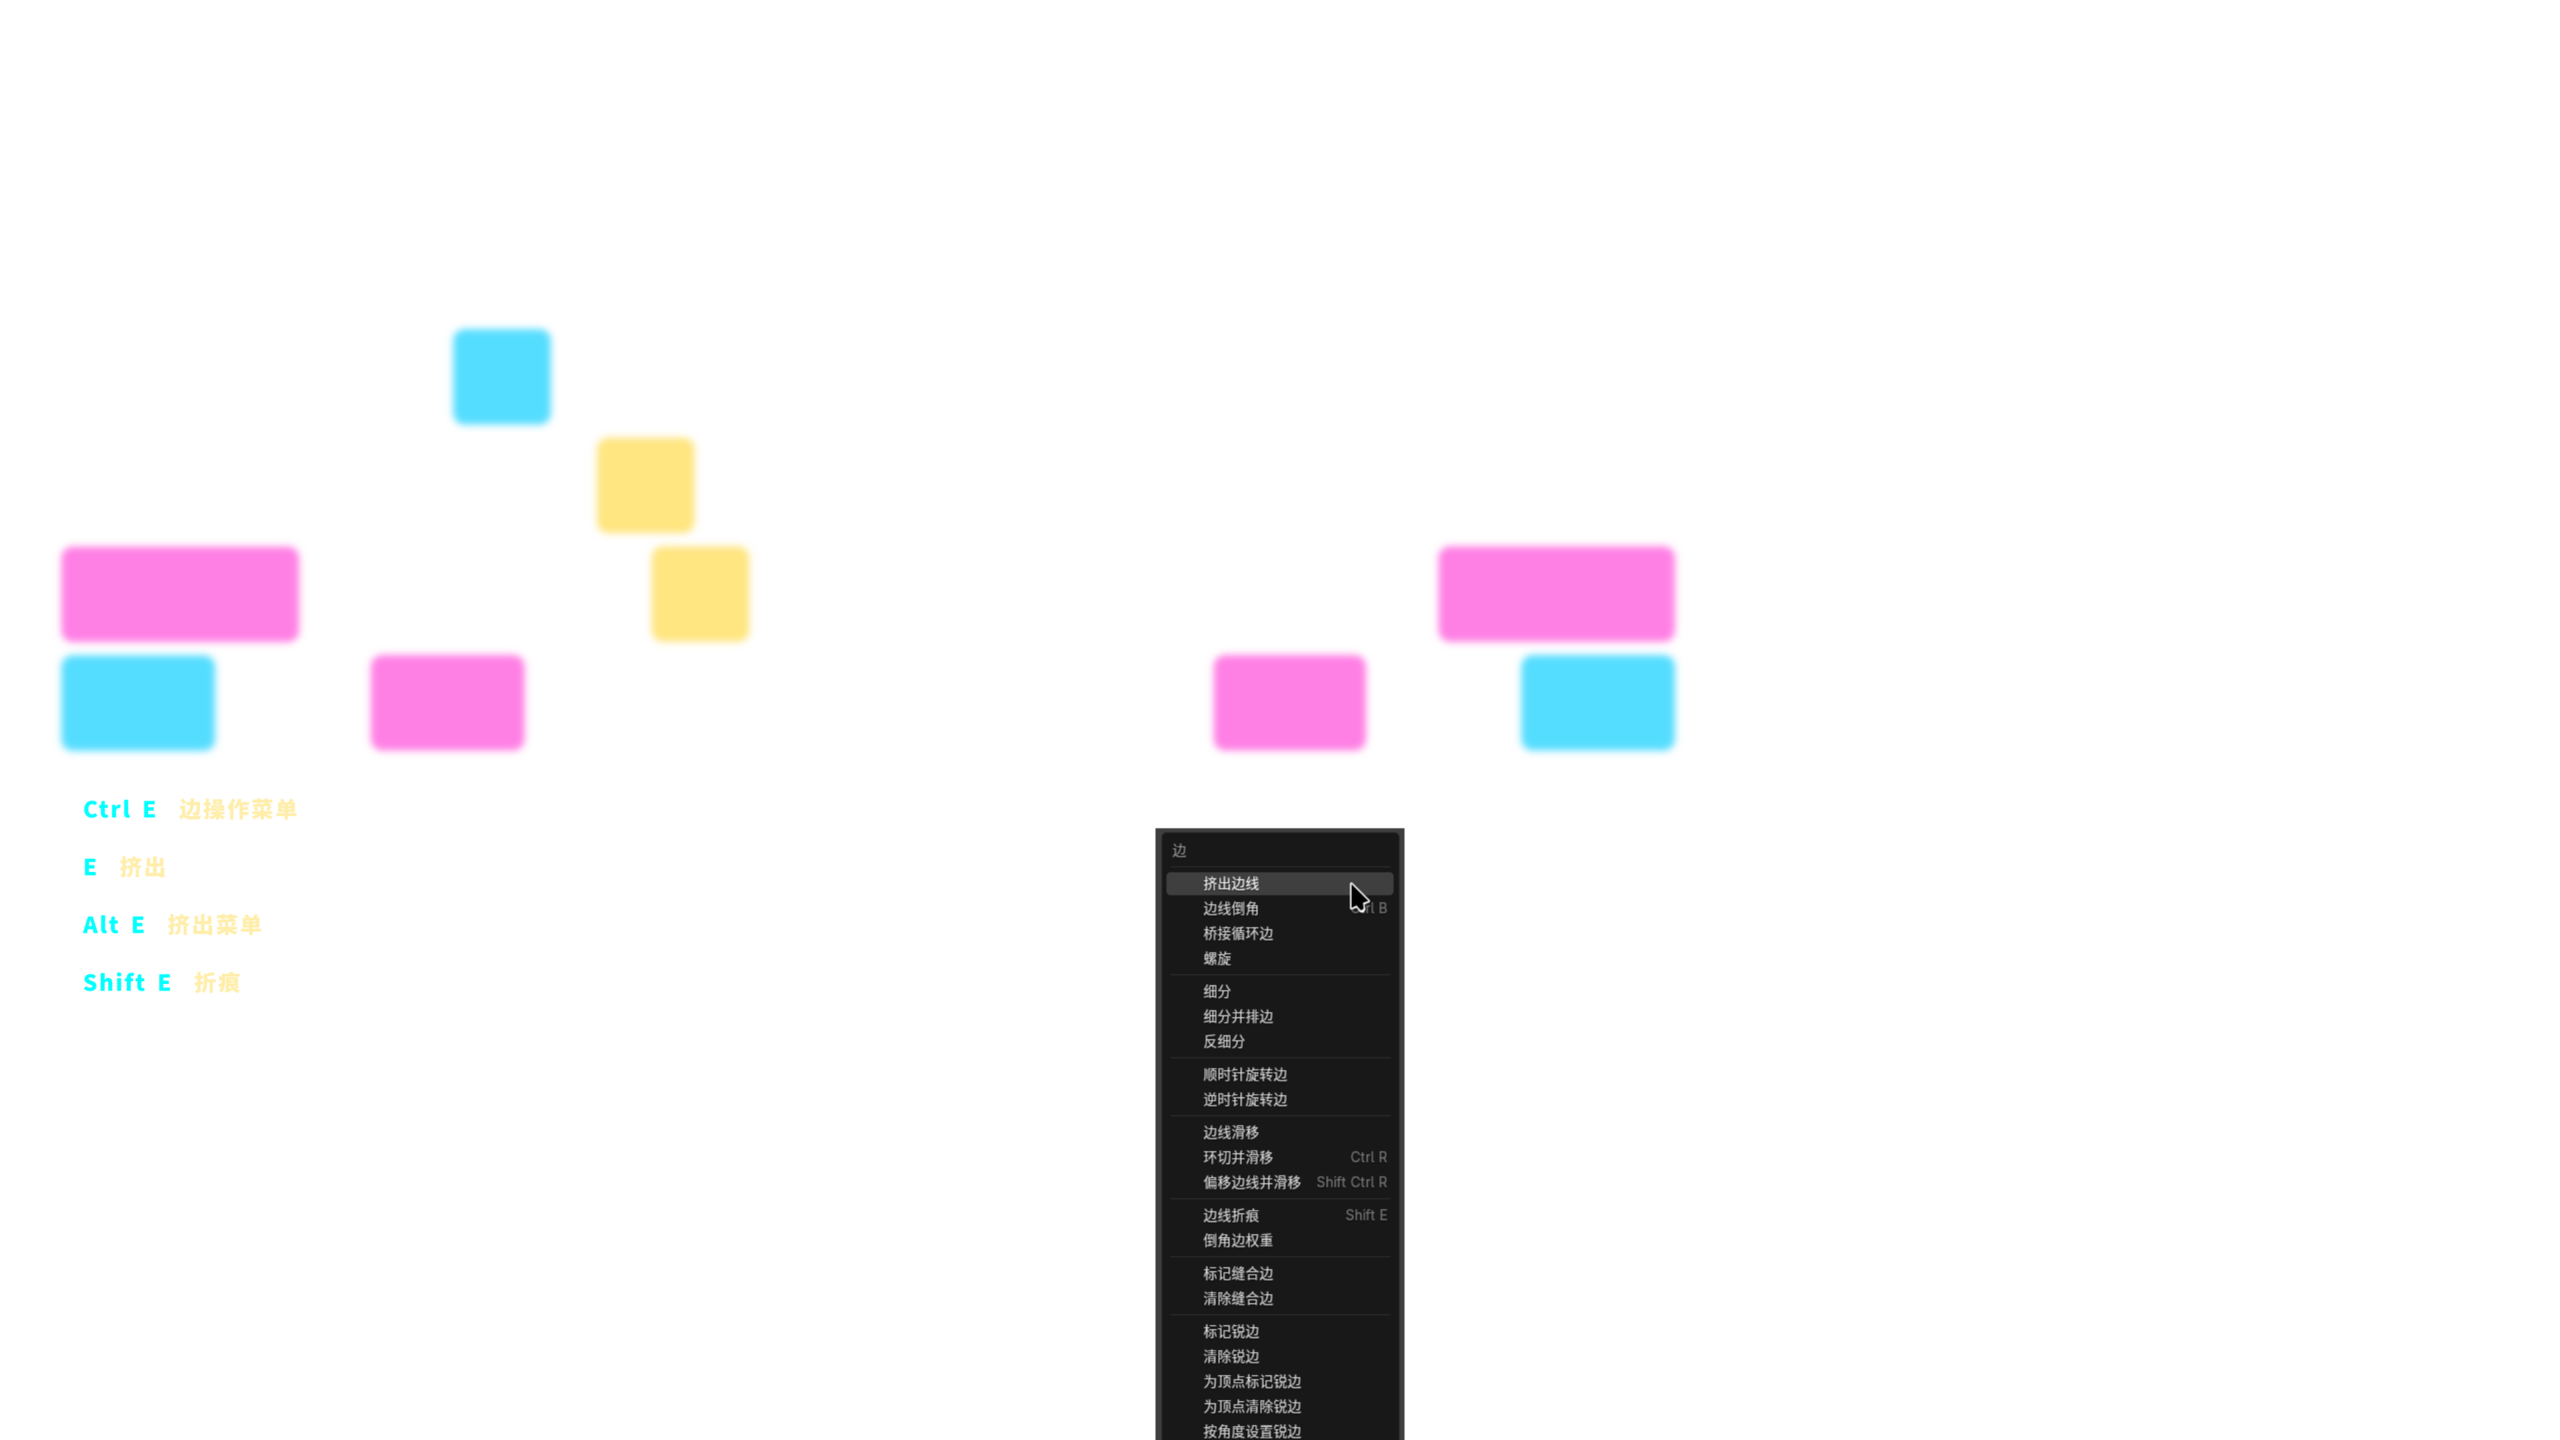 Ctrl E 边操作菜单
E 挤出
Alt E 挤出菜单
Shift E 折痕
边
挤出边线
边线倒角 B
桥接循环边
螺旋
细分
细分并排边
反细分
顺时针旋转边
逆时针旋转边
边线滑移
环切并滑移 Ctrl R
偏移边线并滑移 Shift Ctrl R
边线折痕 Shift E
倒角边权重
标记缝合边
清除缝合边
标记锐边
清除锐边
为顶点标记锐边
为顶点清除锐边
按角度设置锐边